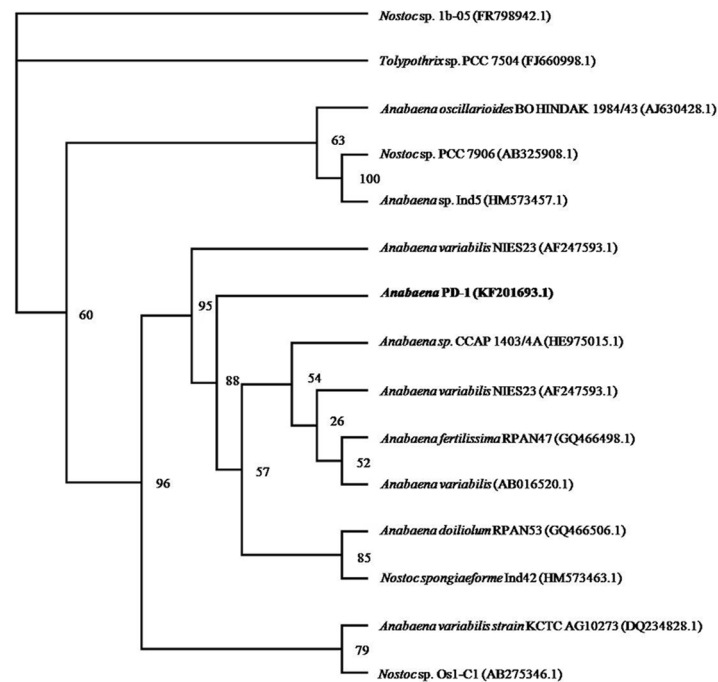 Nostoc sp. 1b-05 (FR798942.1)
Tolypothrix sp. PCC 7504 (FJ660998.1)
Anabaena oscillarioides BO HINDAK 1984/43 (AJ630428.1)
63
Nostoc sp. PCC 7906 (AB325908.1)
100
Anabaena sp. Ind5 (HM573457.1)
Anabaena variabilis NIES23 (AF247593.1)
95
Anabaena PD-1 (KF201693.1)
60
Anabaena sp. CCAP 1403/4A (HE975015.1)
54
88
Anabaena variabilis NIES23 (AF247593.1)
26
Anabaena fertilissima RPAN47 (GQ466498.1)
52
57
96
Anabaena variabilis (AB016520.1)
Anabaena doiliolum RPAN53 (GQ466506.1)
85
Nostoc spongiaeforme Ind42 (HM573463.1)
Anabaena variabilis strain KCTC AG10273 (DQ234828.1)
79
Nostoc sp. Os1-C1 (AB275346.1)